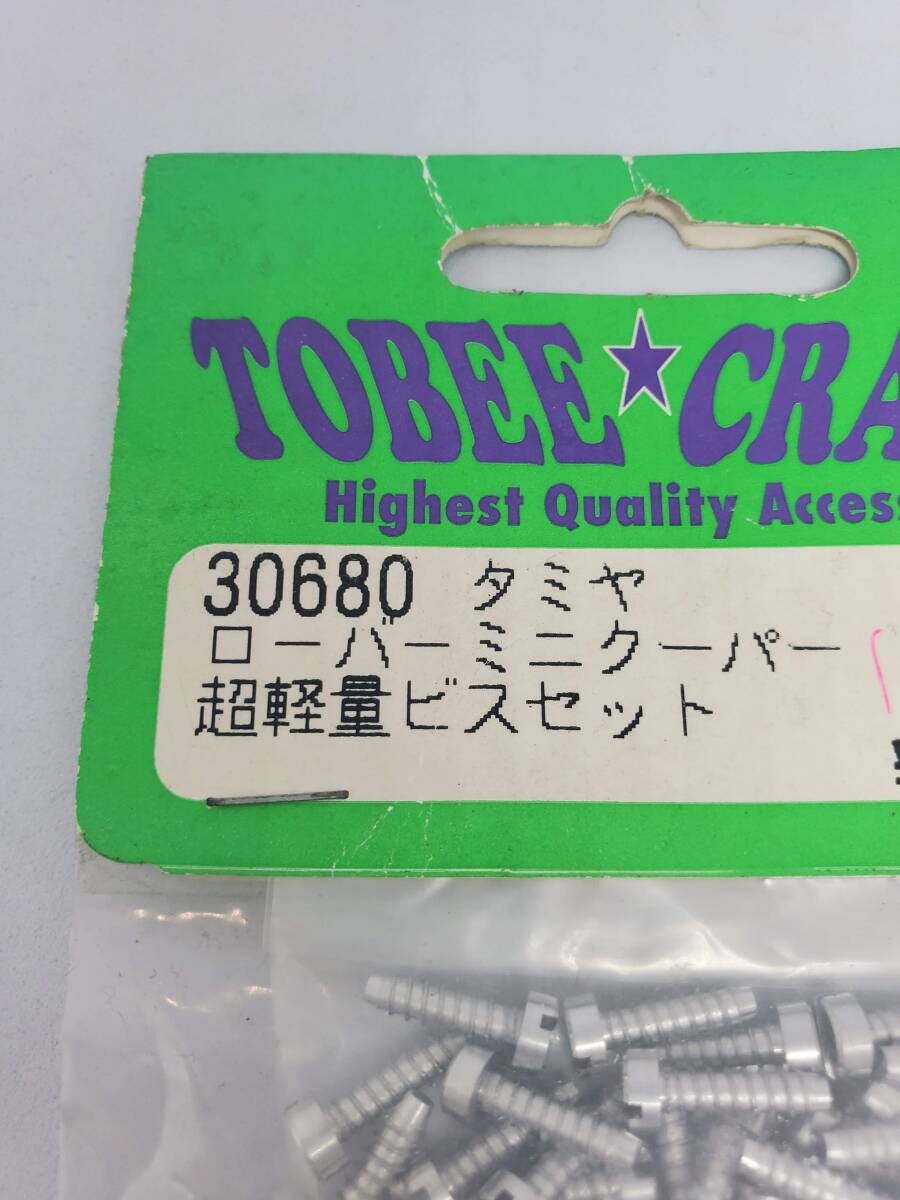 TOBEE★CRA
Highest Quality Access
30680 タミヤ
ローバーミニクーパー
超軽量ビスセット